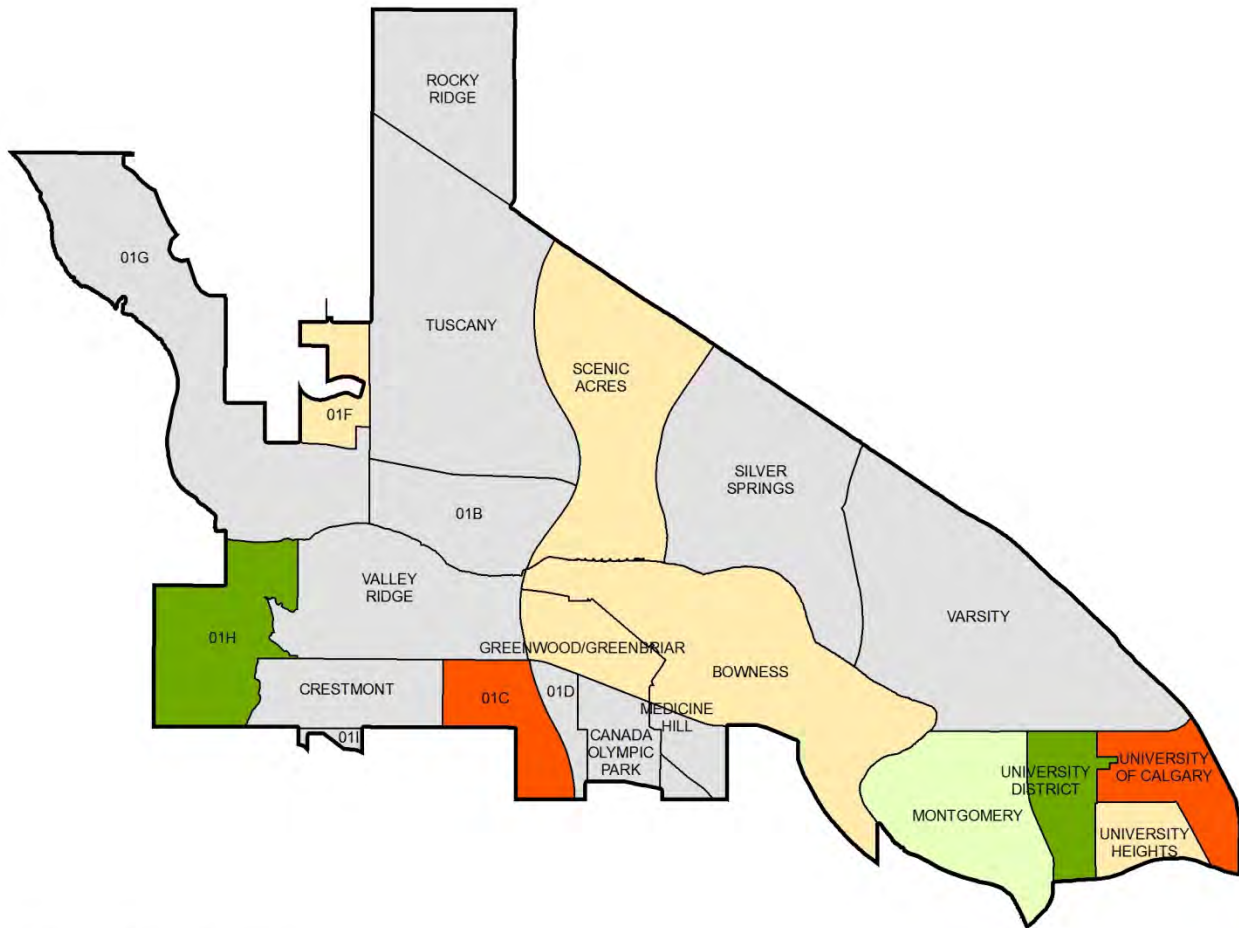 ROCKY
RIDGE
01G
TUSCANY
SCENIC
ACRES
01F
SILVER
SPRINGS
01B
VALLEY
RIDGE
VARSITY
01H
GREENWOOD/GREENBRIAR
BOWNESS
CRESTMONT
01C
01D
MEDICINE
HILL
01I
CANADA
OLYMPIC
PARK
UNIVERSITY
DISTRICT
UNIVERSITY
OF CALGARY
MONTGOMERY
UNIVERSITY
HEIGHTS